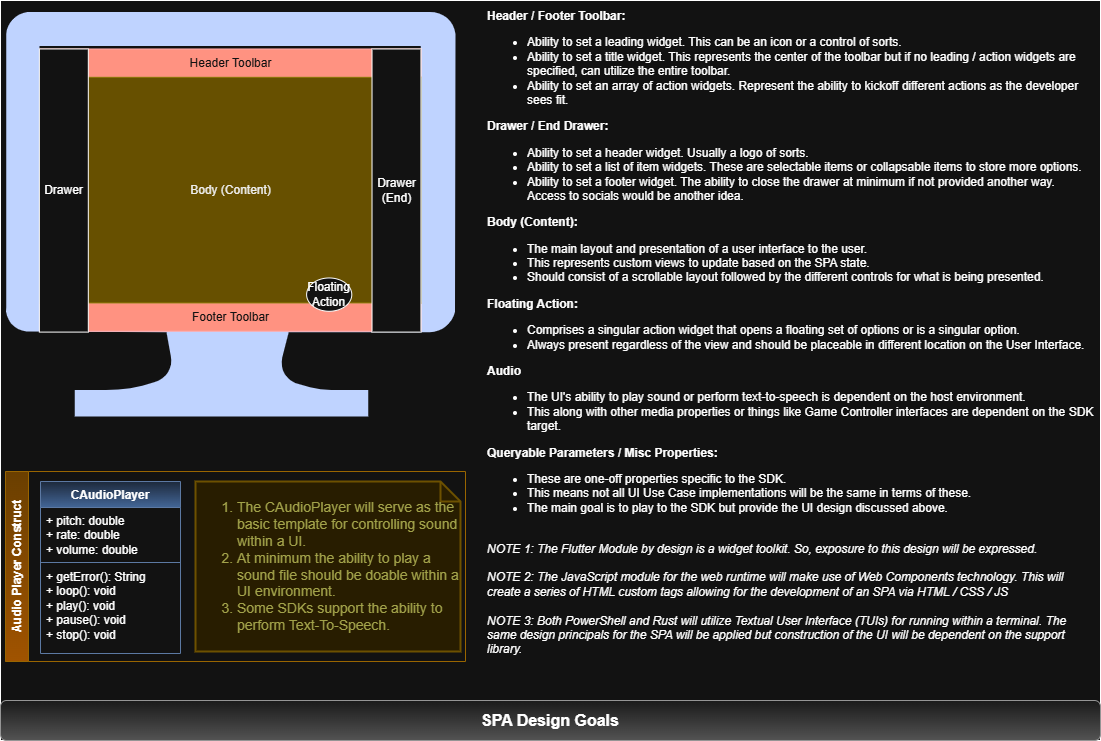 Header Toolbar
Drawer
Body (Content)
Drawer
(End)
Floating
Action
Footer Toolbar
Header / Footer Toolbar:
Ability to set a leading widget. This can be an icon or a control of sorts.
Ability to set a title widget. This represents the center of the toolbar but if no leading / action widgets are
specified, can utilize the entire toolbar.
Ability to set an array of action widgets. Represent the ability to kickoff different actions as the developer
sees fit.
Drawer / End Drawer:
Ability to set a header widget. Usually a logo of sorts.
Ability to set a list of item widgets. These are selectable items or collapsable items to store more options.
Ability to set a footer widget. The ability to close the drawer at minimum if not provided another way.
Access to socials would be another idea.
Body (Content):
The main layout and presentation of a user interface to the user.
This represents custom views to update based on the SPA state.
Should consist of a scrollable layout followed by the different controls for what is being presented.
Floating Action:
Comprises a singular action widget that opens a floating set of options or is a singular option.
Always present regardless of the view and should be placeable in different location on the User Interface.
Audio
The UI's ability to play sound or perform text-to-speech is dependent on the host environment.
This along with other media properties or things like Game Controller interfaces are dependent on the SDK
target.
Queryable Parameters / Misc Properties:
These are one-off properties specific to the SDK.
This means not all UI Use Case implementations will be the same in terms of these.
The main goal is to play to the SDK but provide the UI design discussed above.
NOTE 1: The Flutter Module by design is a widget toolkit. So, exposure to this design will be expressed.
NOTE 2: The JavaScript module for the web runtime will make use of Web Components technology. This will
create a series of HTML custom tags allowing for the development of an SPA via HTML / CSS / JS
NOTE 3: Both PowerShell and Rust will utilize Textual User Interface (TUIs) for running within a terminal. The
same design principals for the SPA will be applied but construction of the UI will be dependent on the support
library.
Audio Player Construct
CAudioPlayer
+ pitch: double
+ rate: double
+ volume: double
+ getError(): String
+ loop(): void
+ play(): void
+ pause(): void
+ stop(): void
1. The CAudioPlayer will serve as the
basic template for controlling sound
within a UI.
2. At minimum the ability to play a
sound file should be doable within a
UI environment.
3. Some SDKs support the ability to
perform Text-To-Speech.
SPA Design Goals